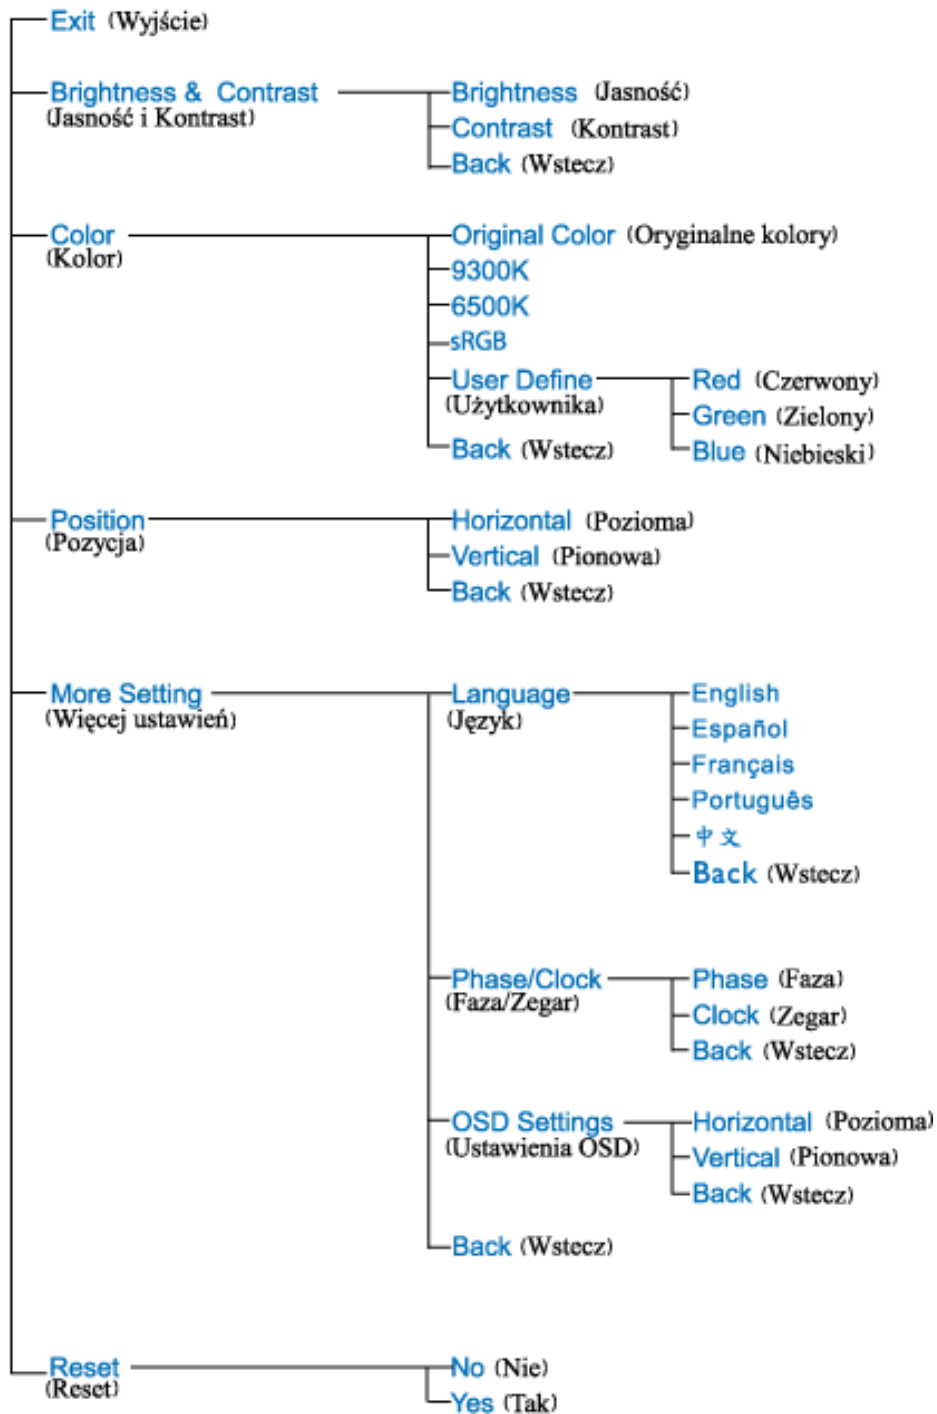 Exit (Wyjście)
Brightness & Contrast
(Jasność i Kontrast)
Brightness (Jasność)
Contrast (Kontrast)
Back (Wstecz)
Color
(Kolor)
Original Color (Oryginalne kolory)
9300K
6500K
sRGB
User Define
(Użytkownika)
Red (Czerwony)
Green (Zielony)
Blue (Niebieski)
Back (Wstecz)
Position
(Pozycja)
Horizontal (Pozioma)
Vertical (Pionowa)
Back (Wstecz)
More Setting
(Więcej ustawień)
Language
(Język)
English
Español
Français
Português
中文
Back (Wstecz)
Phase/Clock
(Faza/Zegar)
Phase (Faza)
Clock (Zegar)
Back (Wstecz)
OSD Settings
(Ustawienia OSD)
Horizontal (Pozioma)
Vertical (Pionowa)
Back (Wstecz)
Back (Wstecz)
Reset
(Reset)
No (Nie)
Yes (Tak)